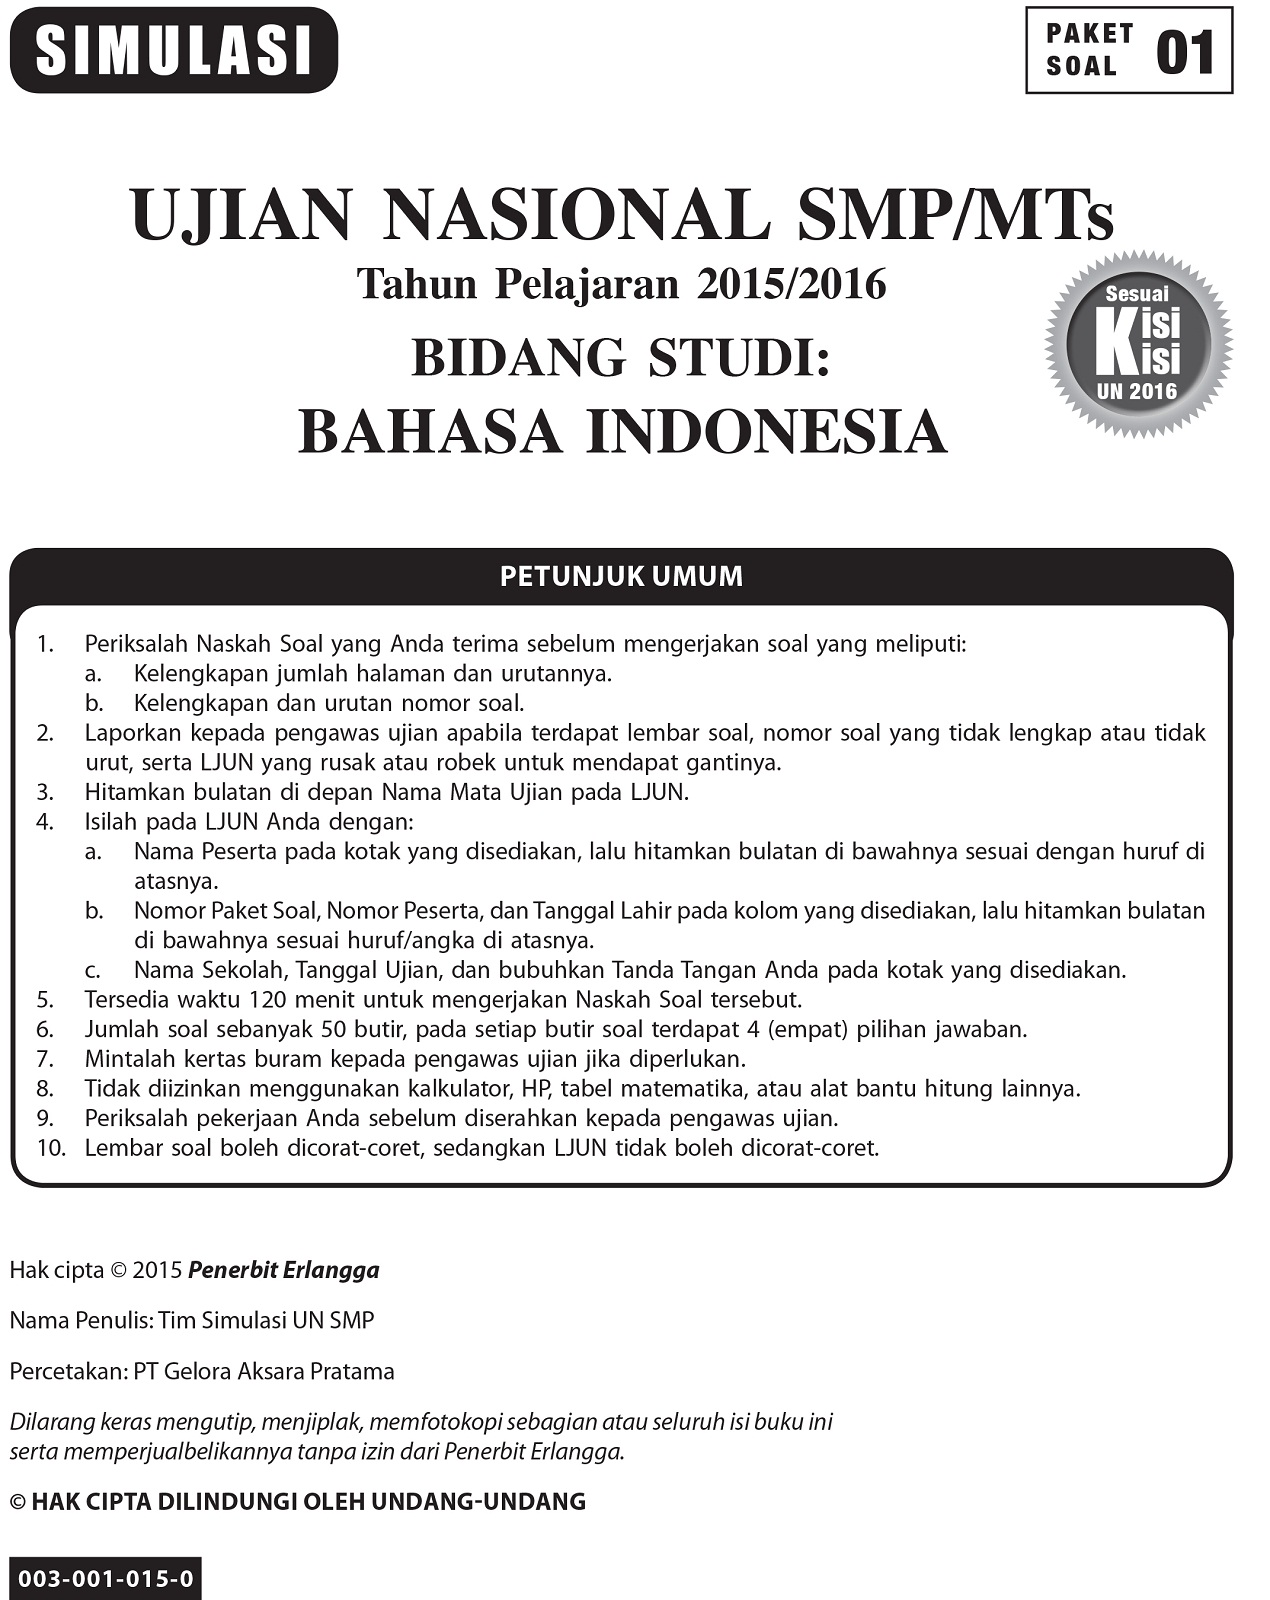 SIMULASI
PAKET SOAL 01
UJIAN NASIONAL SMP/MTs
Tahun Pelajaran 2015/2016
BIDANG STUDI:
BAHASA INDONESIA
Sesuai
Kisi
Kisi
UN 2016
PETUNJUK UMUM
1. Periksalah Naskah Soal yang Anda terima sebelum mengerjakan soal yang meliputi:
a. Kelengkapan jumlah halaman dan urutannya.
b. Kelengkapan dan urutan nomor soal.
2. Laporkan kepada pengawas ujian apabila terdapat lembar soal, nomor soal yang tidak lengkap atau tidak
urut, serta LJUN yang rusak atau robek untuk mendapat gantinya.
3. Hitamkan bulatan di depan Nama Mata Ujian pada LJUN.
4. Isilah pada LJUN Anda dengan:
a. Nama Peserta pada kotak yang disediakan, lalu hitamkan bulatan di bawahnya sesuai dengan huruf di
atasnya.
b. Nomor Paket Soal, Nomor Peserta, dan Tanggal Lahir pada kolom yang disediakan, lalu hitamkan bulatan
di bawahnya sesuai huruf/angka di atasnya.
c. Nama Sekolah, Tanggal Ujian, dan bubuhkan Tanda Tangan Anda pada kotak yang disediakan.
5. Tersedia waktu 120 menit untuk mengerjakan Naskah Soal tersebut.
6. Jumlah soal sebanyak 50 butir, pada setiap butir soal terdapat 4 (empat) pilihan jawaban.
7. Mintalah kertas buram kepada pengawas ujian jika diperlukan.
8. Tidak diizinkan menggunakan kalkulator, HP, tabel matematika, atau alat bantu hitung lainnya.
9. Periksalah pekerjaan Anda sebelum diserahkan kepada pengawas ujian.
10. Lembar soal boleh dicorat-coret, sedangkan LJUN tidak boleh dicorat-coret.
Hak cipta © 2015 Penerbit Erlangga
Nama Penulis: Tim Simulasi UN SMP
Percetakan: PT Gelora Aksara Pratama
Dilarang keras mengutip, menjiplak, memfotokopi sebagian atau seluruh isi buku ini
serta memperjualbelikannya tanpa izin dari Penerbit Erlangga.
© HAK CIPTA DILINDUNGI OLEH UNDANG-UNDANG
003-001-015-0